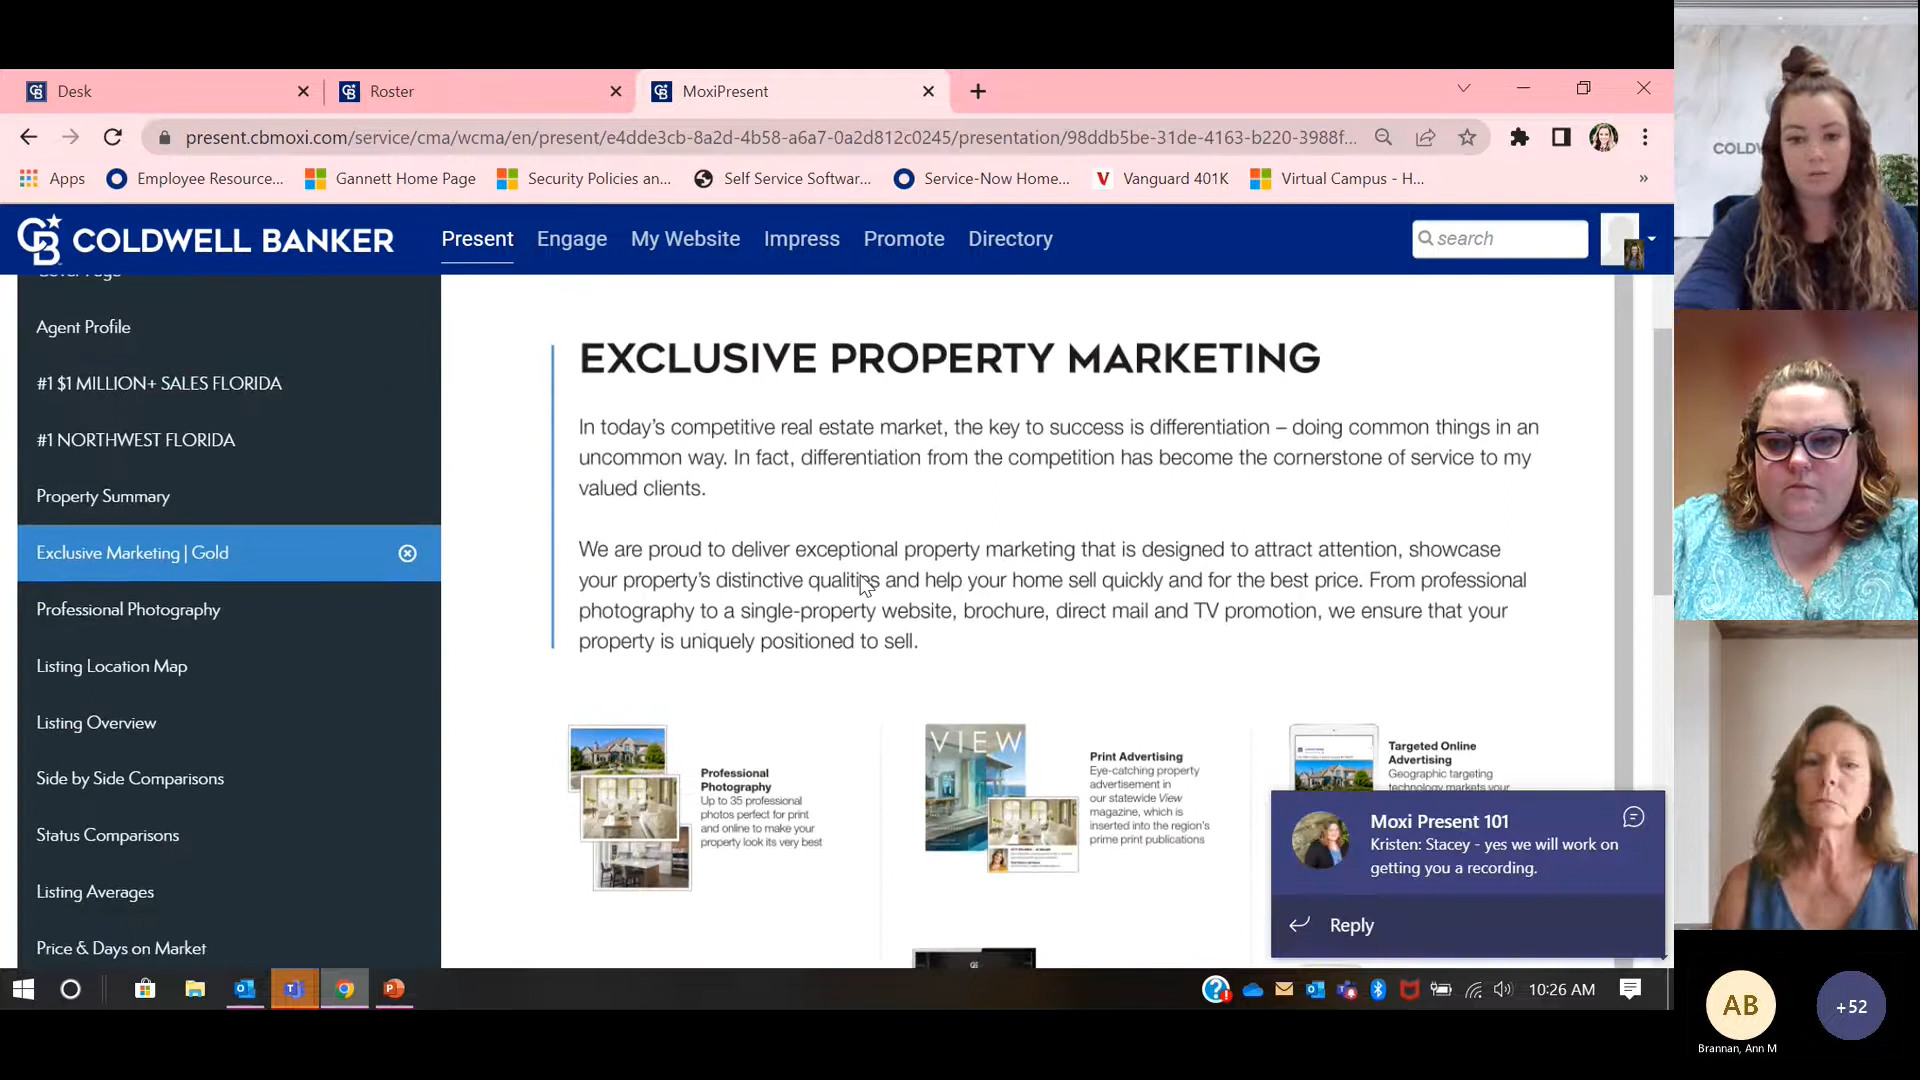 Desk
Roster
MoxiPresent
present.cbmoxi.com/service/cma/wcma/en/present/e4dde3cb-8a2d-4b58-a6a7-0a2d812c0245/presentation/98ddb5be-31de-4163-b220-3988f...
Apps
Employee Resource...
Gannett Home Page
Security Policies an...
Self Service Softwar...
Service-Now Home...
Vanguard 401K
Virtual Campus - H...
»
COLDWELL BANKER
Present
Engage
My Website
Impress
Promote
Directory
search
Cover Page
Agent Profile
#1 $1 MILLION+ SALES FLORIDA
#1 NORTHWEST FLORIDA
Property Summary
Exclusive Marketing | Gold
Professional Photography
Listing Location Map
Listing Overview
Side by Side Comparisons
Status Comparisons
Listing Averages
Price & Days on Market
EXCLUSIVE PROPERTY MARKETING
In today's competitive real estate market, the key to success is differentiation – doing common things in an
uncommon way. In fact, differentiation from the competition has become the cornerstone of service to my
valued clients.
We are proud to deliver exceptional property marketing that is designed to attract attention, showcase
your property's distinctive qualities and help your home sell quickly and for the best price. From professional
photography to a single-property website, brochure, direct mail and TV promotion, we ensure that your
property is uniquely positioned to sell.
Professional
Photography
Up to 35 professional
photos perfect for print
and online to make your
property look its very best
VIEW
Print Advertising
Eye-catching property
advertisement in
our statewide View
magazine, which is
inserted into the region's
prime print publications
Targeted Online
Advertising
Geographic targeting
technology markets your
Moxi Present 101
Kristen: Stacey - yes we will work on
getting you a recording.
Reply
10:26 AM
COLDW
AB
Brannan, Ann M
+52